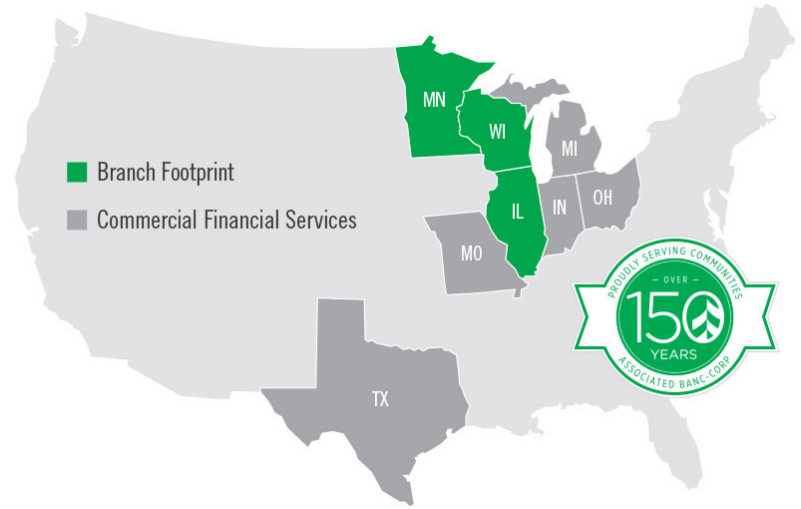 MN
WI
MI
Branch Footprint
Commercial Financial Services
IL
IN
OH
MO
TX
PROUDLY SERVING COMMUNITIES
– OVER –
150
YEARS
ASSOCIATED BANC-CORP